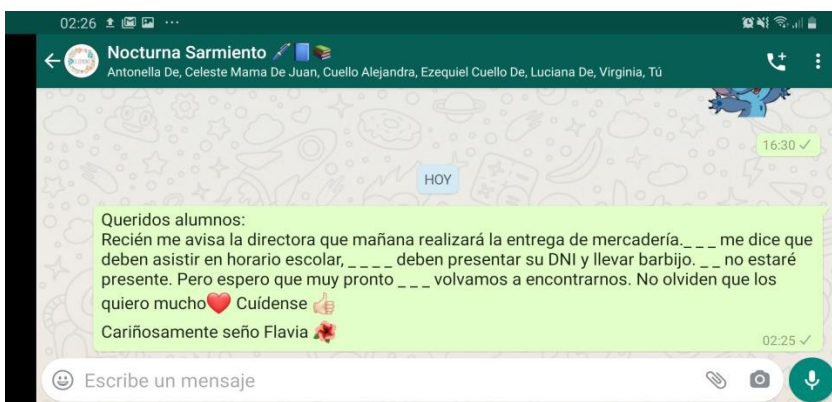 02:26
Nocturna Sarmiento 🖊️📘📚
Antonella De, Celeste Mama De Juan, Cuello Alejandra, Ezequiel Cuello De, Luciana De, Virginia, Tú
16:30
HOY
Queridos alumnos:
Recién me avisa la directora que mañana realizará la entrega de mercadería._ _ _ me dice que
deben asistir en horario escolar, _ _ _ _ deben presentar su DNI y llevar barbijo. _ _ no estaré
presente. Pero espero que muy pronto _ _ _ volvamos a encontrarnos. No olviden que los
quiero mucho❤️ Cuídense 👍🏻
Cariñosamente seño Flavia 🌺
02:25
Escribe un mensaje